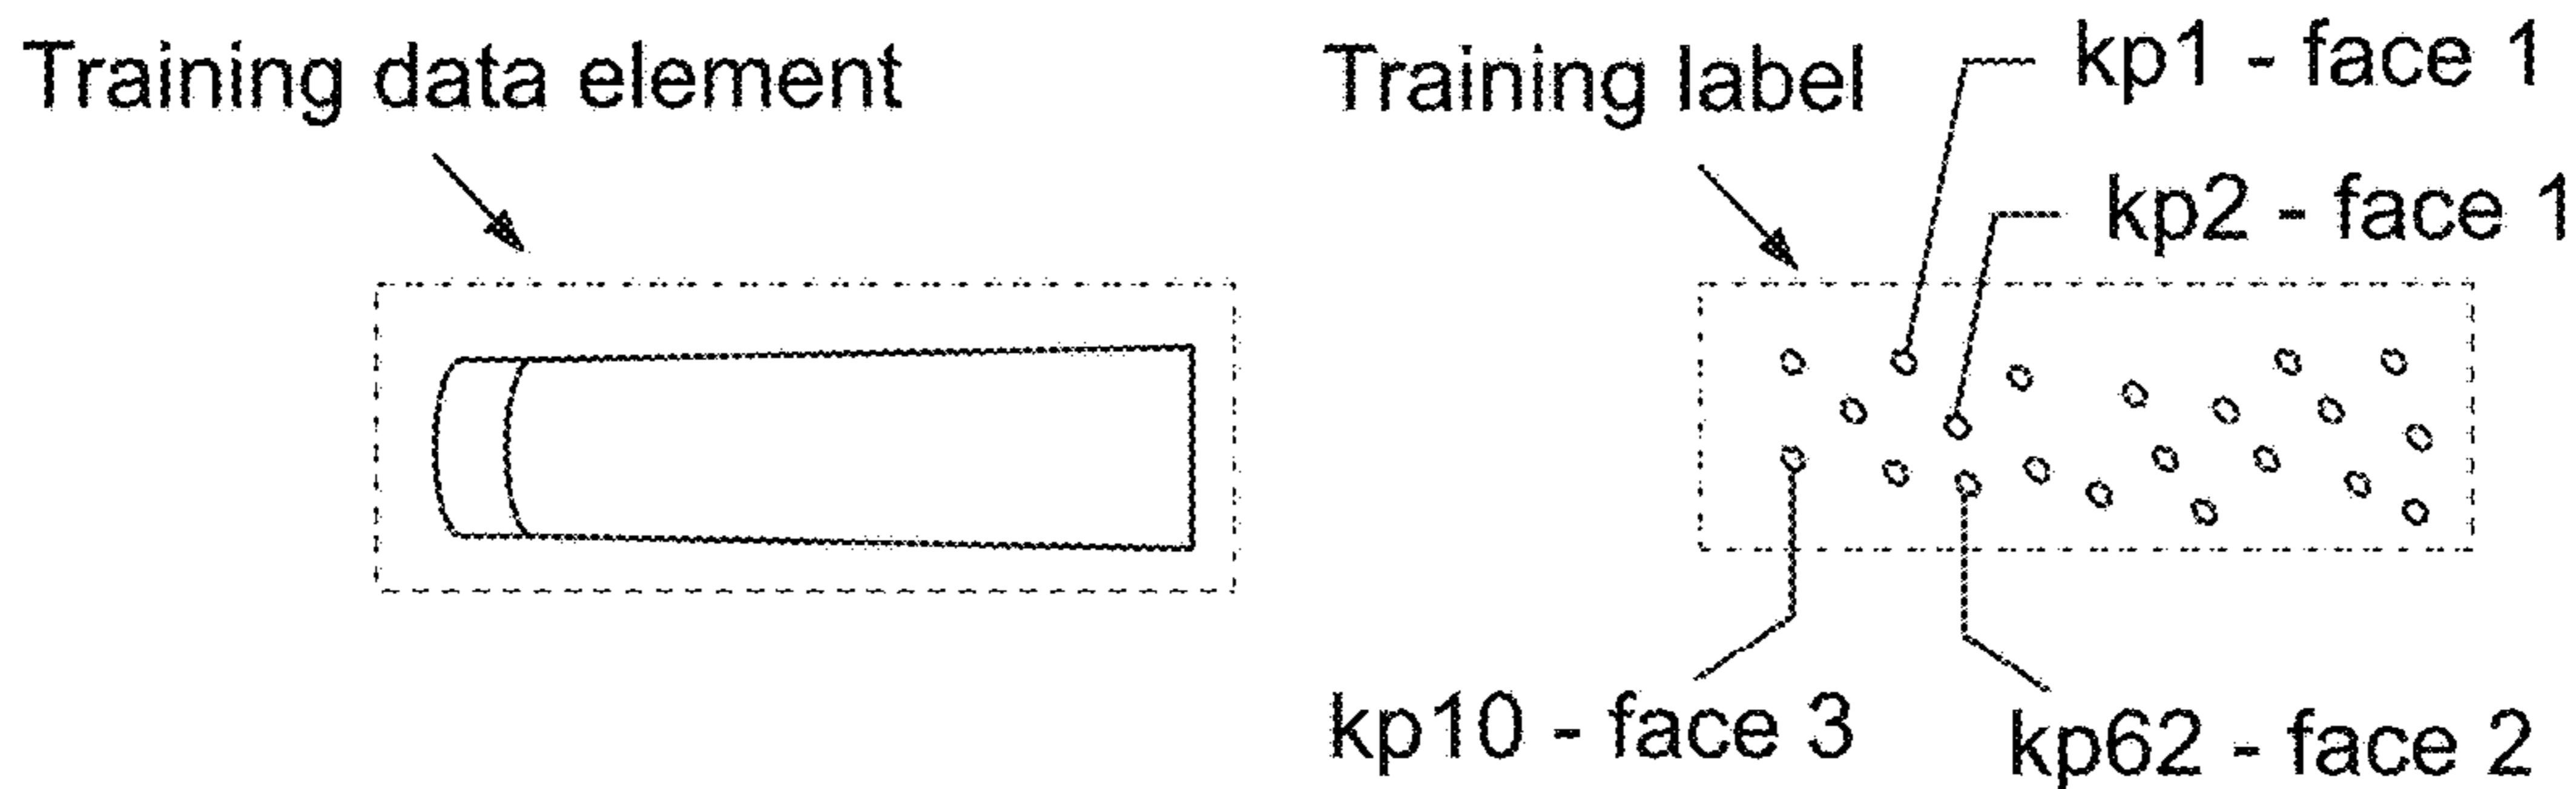 Training data element
Training label
kp1 - face 1
kp2 - face 1
kp10 - face 3
kp62 - face 2